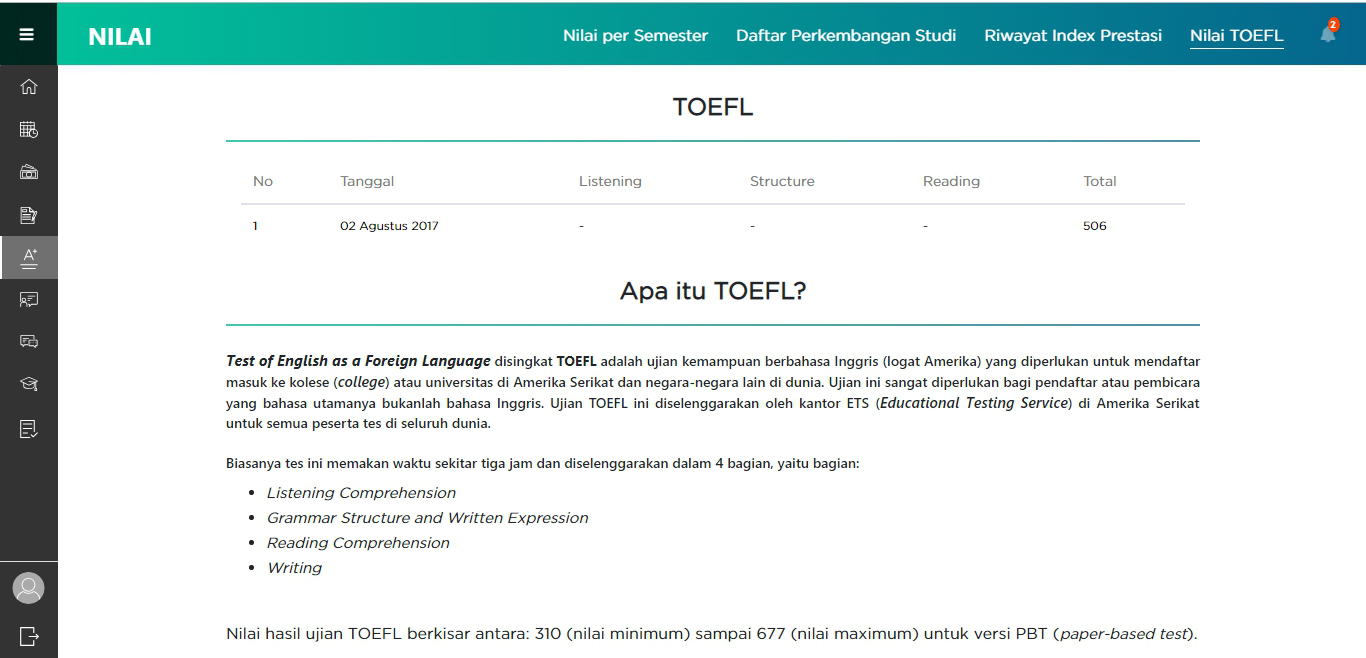 NILAI
Nilai per Semester Daftar Perkembangan Studi Riwayat Index Prestasi Nilai TOEFL 2
TOEFL
No Tanggal Listening Structure Reading Total
1 02 Agustus 2017 - - - 506
Apa itu TOEFL?
Test of English as a Foreign Language disingkat TOEFL adalah ujian kemampuan berbahasa Inggris (logat Amerika) yang diperlukan untuk mendaftar
masuk ke kolese (college) atau universitas di Amerika Serikat dan negara-negara lain di dunia. Ujian ini sangat diperlukan bagi pendaftar atau pembicara
yang bahasa utamanya bukanlah bahasa Inggris. Ujian TOEFL ini diselenggarakan oleh kantor ETS (Educational Testing Service) di Amerika Serikat
untuk semua peserta tes di seluruh dunia.
Biasanya tes ini memakan waktu sekitar tiga jam dan diselenggarakan dalam 4 bagian, yaitu bagian:
• Listening Comprehension
• Grammar Structure and Written Expression
• Reading Comprehension
• Writing
Nilai hasil ujian TOEFL berkisar antara: 310 (nilai minimum) sampai 677 (nilai maximum) untuk versi PBT (paper-based test).